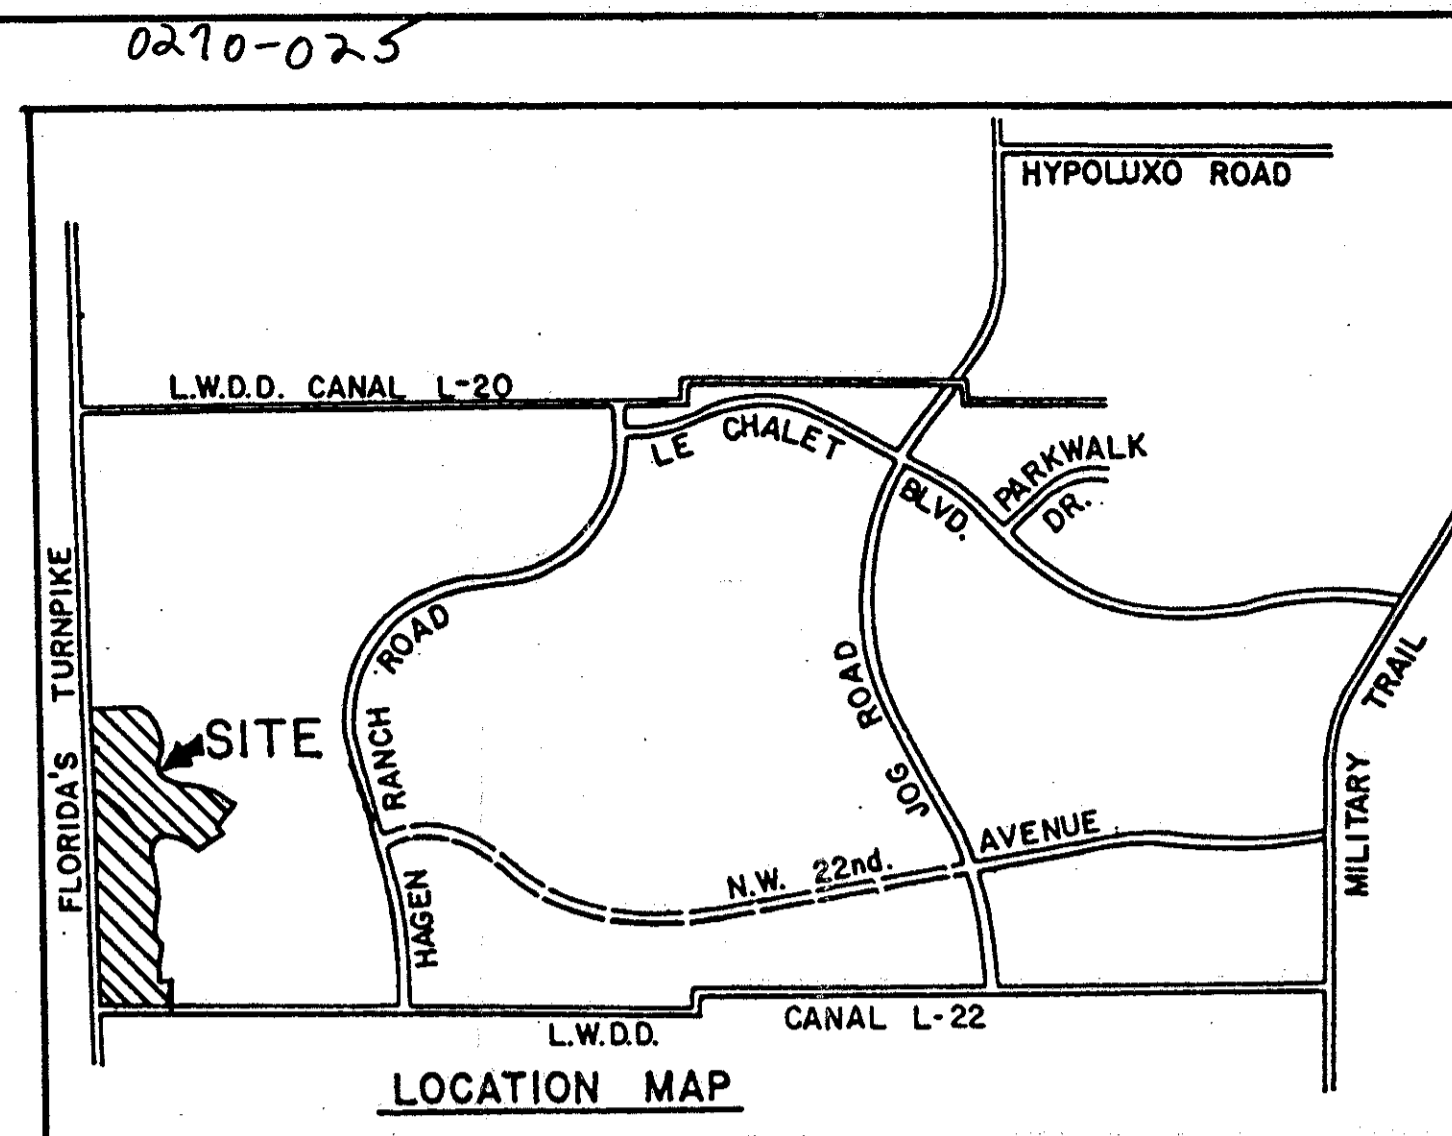 0270-025
HYPOLUXO ROAD
L.W.D.D. CANAL L-20
LE CHALET BLVD.
PARKWALK DR.
FLORIDA'S TURNPIKE
SITE
HAGEN RANCH ROAD
JOG ROAD
MILITARY TRAIL
N.W. 22nd. AVENUE
L.W.D.D. CANAL L-22
LOCATION MAP